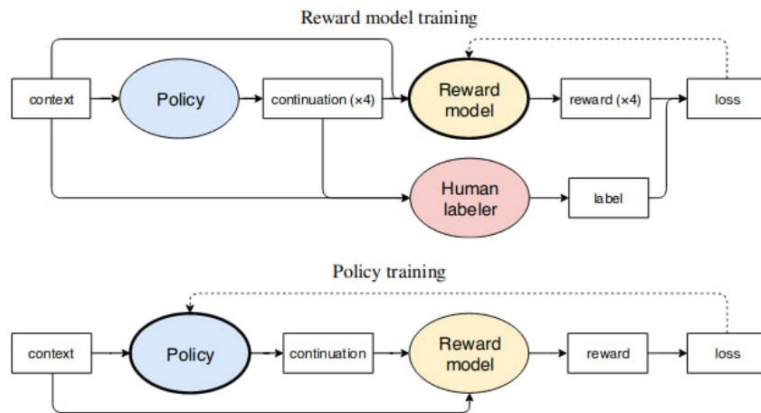 Reward model training
context
Policy
continuation (×4)
Reward
model
reward (×4)
loss
Human
labeler
label
Policy training
context
Policy
continuation
Reward
model
reward
loss